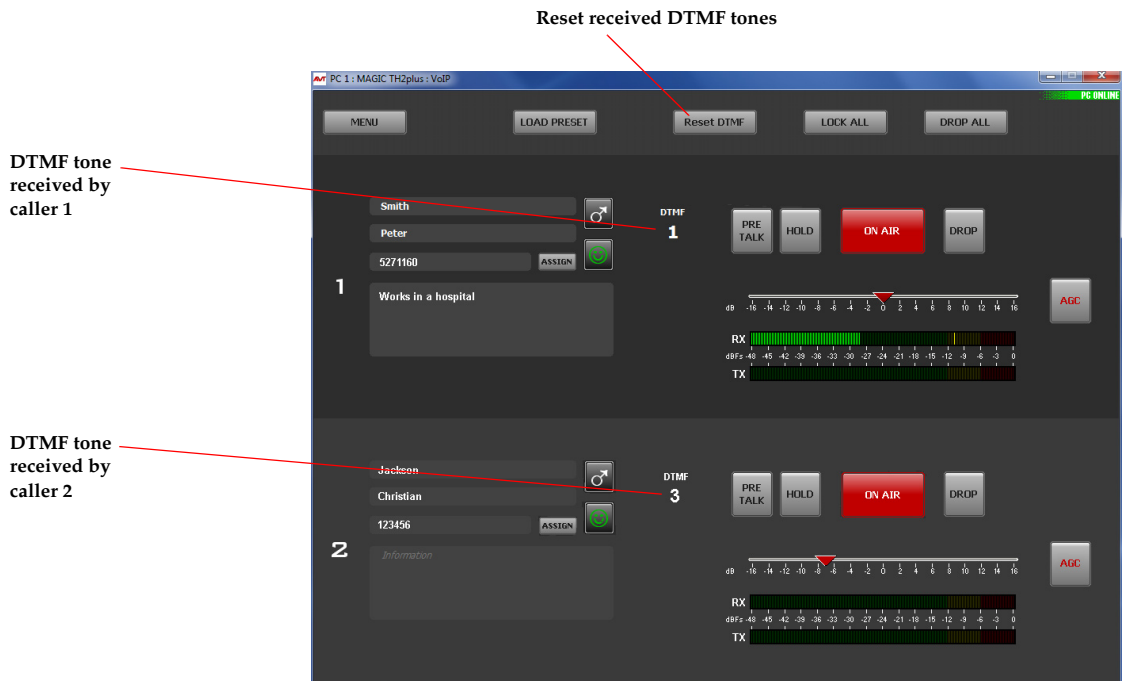 Reset received DTMF tones
PC 1 : MAGIC TH2plus : VoIP
PC ONLINE
MENU
LOAD PRESET
Reset DTMF
LOCK ALL
DROP ALL
DTMF tone
received by
caller 1
Smith
Peter
5271160
ASSIGN
1
Works in a hospital
DTMF
1
PRE
TALK
HOLD
ON AIR
DROP
dB -16 -14 -12 -10 -8 -6 -4 -2 0 2 4 6 8 10 12 14 16
AGC
RX
dBFs -48 -45 -42 -39 -36 -33 -30 -27 -24 -21 -18 -15 -12 -9 -6 -3 0
TX
DTMF tone
received by
caller 2
Jackson
Christian
123456
ASSIGN
2
Information
DTMF
3
PRE
TALK
HOLD
ON AIR
DROP
dB -16 -14 -12 -10 -8 -6 -4 -2 0 2 4 6 8 10 12 14 16
AGC
RX
dBFs -48 -45 -42 -39 -36 -33 -30 -27 -24 -21 -18 -15 -12 -9 -6 -3 0
TX